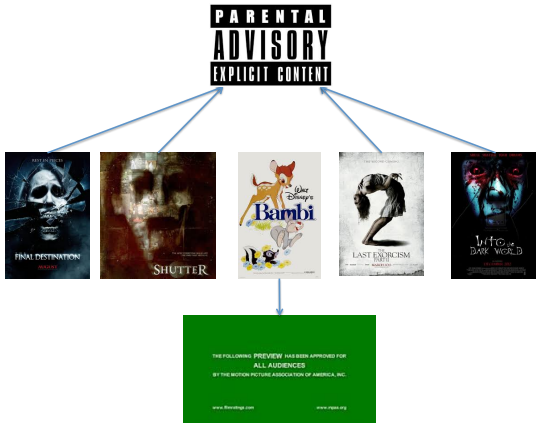 PARENTAL
ADVISORY
EXPLICIT CONTENT
REST IN PIECES
FINAL DESTINATION
SHUTTER
WALT
DISNEY'S
Bambi
THE
LAST EXORCISM
PART II
INTO the
DARK WORLD
THE FOLLOWING PREVIEW HAS BEEN APPROVED FOR
ALL AUDIENCES
BY THE MOTION PICTURE ASSOCIATION OF AMERICA, INC.
www.filmratings.com www.mpaa.org